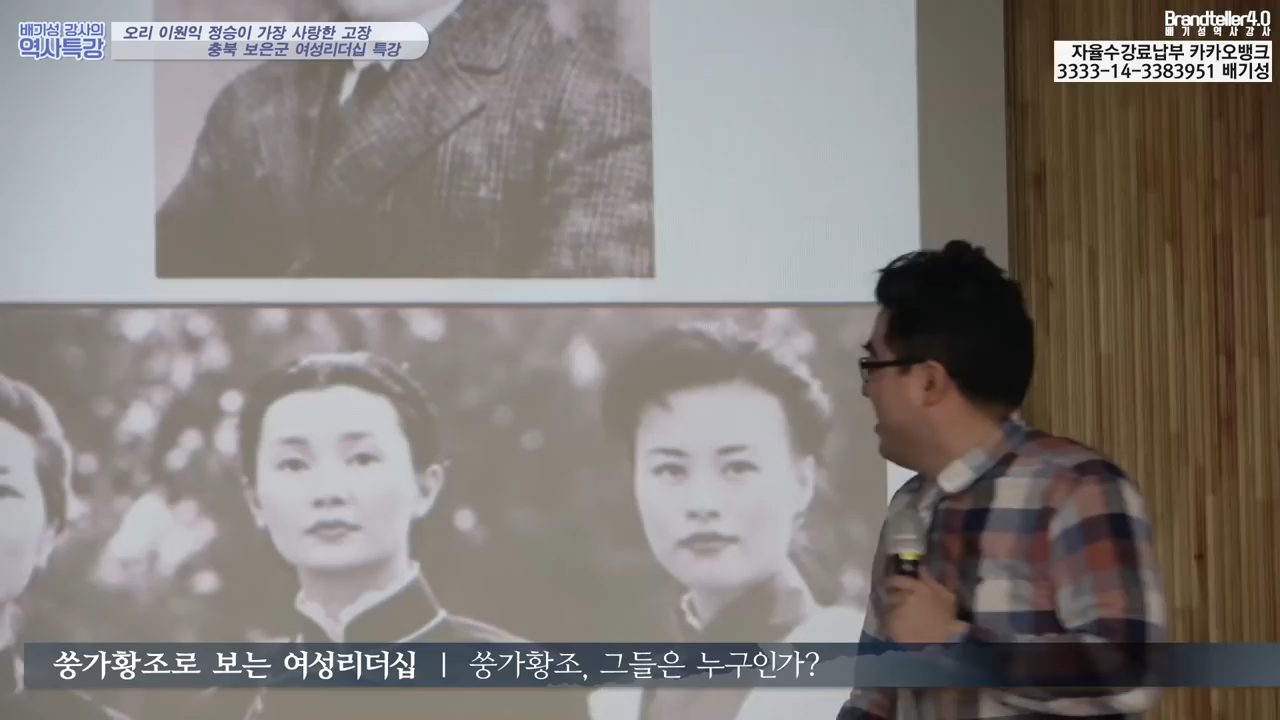 배기성 강사의
역사특강
오리 이원익 정승이 가장 사랑한 고장
충북 보은군 여성리더십 특강
Brandteller4.0
배기성역사강사
자율수강료납부 카카오뱅크
3333-14-3383951 배기성
쑹가황조로 보는 여성리더십 | 쑹가황조, 그들은 누구인가?